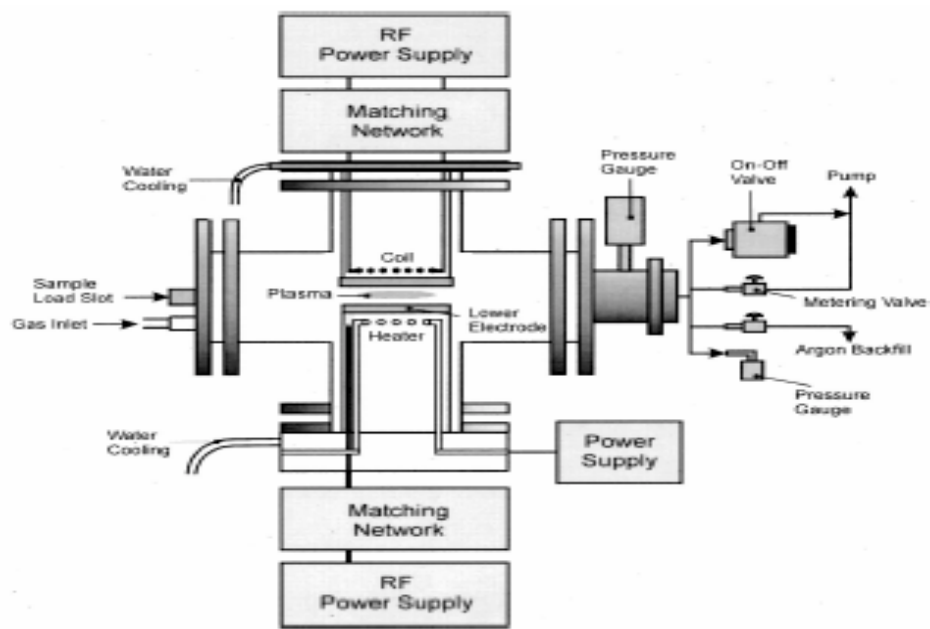 RF
Power Supply
Matching
Network
Water
Cooling
Pressure
Gauge
On-Off
Valve
Pump
Coil
Sample
Load Slot
Plasma
Gas Inlet
Lower
Electrode
Heater
Metering Valve
Argon Backfill
Pressure
Gauge
Water
Cooling
Power
Supply
Matching
Network
RF
Power Supply